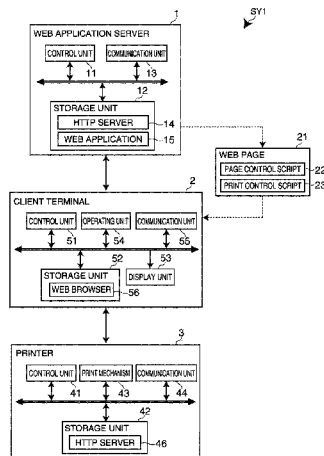 SY1
1
WEB APPLICATION SERVER
CONTROL UNIT
COMMUNICATION UNIT
11
13
12
STORAGE UNIT
HTTP SERVER
14
WEB APPLICATION
15
21
WEB PAGE
PAGE CONTROL SCRIPT
22
PRINT CONTROL SCRIPT
23
2
CLIENT TERMINAL
CONTROL UNIT
OPERATING UNIT
COMMUNICATION UNIT
51
54
55
52
53
STORAGE UNIT
WEB BROWSER
DISPLAY UNIT
56
3
PRINTER
CONTROL UNIT
PRINT MECHANISM
COMMUNICATION UNIT
41
43
44
42
STORAGE UNIT
HTTP SERVER
46